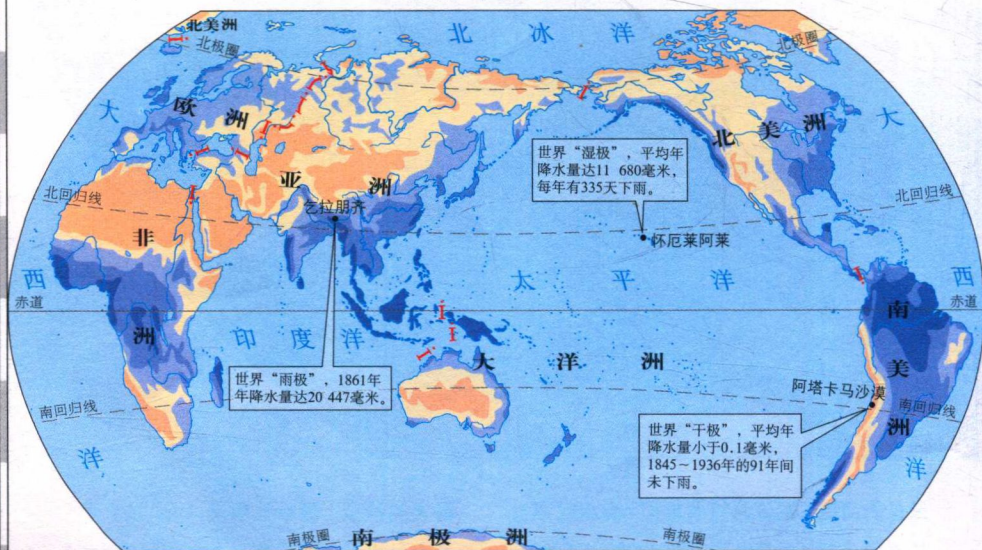 北美洲
北极圈
北冰洋
北极圈
大
欧洲
北美洲
大
世界“湿极”，平均年
降水量达11 680毫米，
每年有335天下雨。
亚洲
北回归线
乞拉朋齐
北回归线
非
怀厄莱阿莱
西
太平洋
西
赤道
赤道
南
洲
印度洋
大洋洲
世界“雨极”，1861年
年降水量达20 447毫米。
美
阿塔卡马沙漠
南回归线
南回归线
洲
世界“干极”，平均年
降水量小于0.1毫米，
1845～1936年的91年间
未下雨。
洋
洋
南极圈
南极洲
南极圈